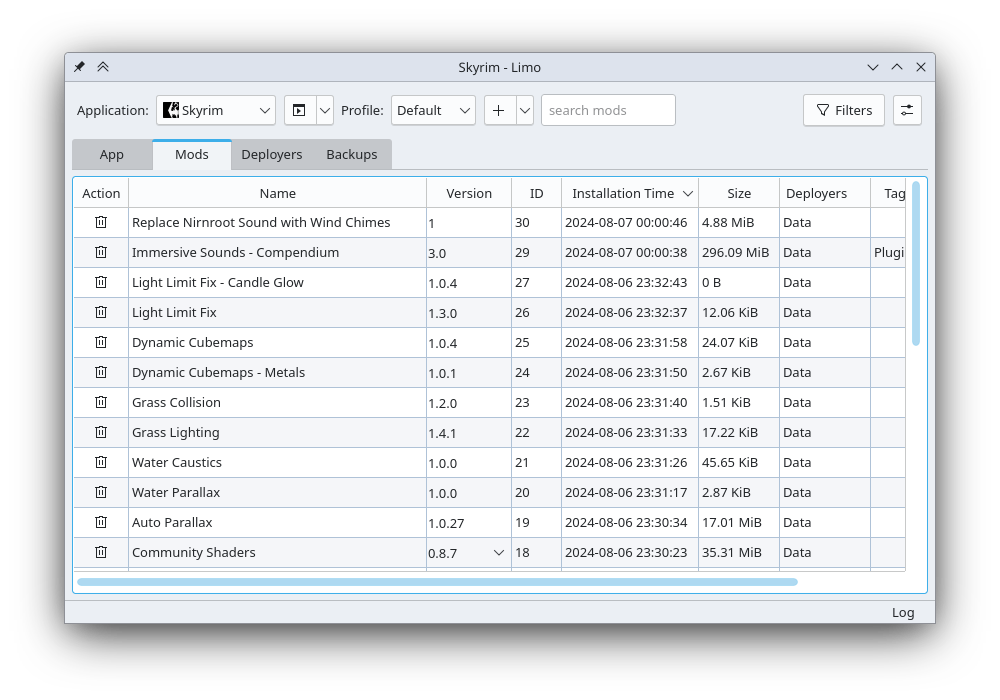 Skyrim - Limo
Application: Skyrim Profile: Default search mods Filters
App Mods Deployers Backups
Action Name Version ID Installation Time Size Deployers Tag
Replace Nirnroot Sound with Wind Chimes 1 30 2024-08-07 00:00:46 4.88 MiB Data
Immersive Sounds - Compendium 3.0 29 2024-08-07 00:00:38 296.09 MiB Data Plugi
Light Limit Fix - Candle Glow 1.0.4 27 2024-08-06 23:32:43 0 B Data
Light Limit Fix 1.3.0 26 2024-08-06 23:32:37 12.06 KiB Data
Dynamic Cubemaps 1.0.4 25 2024-08-06 23:31:58 24.07 KiB Data
Dynamic Cubemaps - Metals 1.0.1 24 2024-08-06 23:31:50 2.67 KiB Data
Grass Collision 1.2.0 23 2024-08-06 23:31:40 1.51 KiB Data
Grass Lighting 1.4.1 22 2024-08-06 23:31:33 17.22 KiB Data
Water Caustics 1.0.0 21 2024-08-06 23:31:26 45.65 KiB Data
Water Parallax 1.0.0 20 2024-08-06 23:31:17 2.87 KiB Data
Auto Parallax 1.0.27 19 2024-08-06 23:30:34 17.01 MiB Data
Community Shaders 0.8.7 18 2024-08-06 23:30:23 35.31 MiB Data
Log